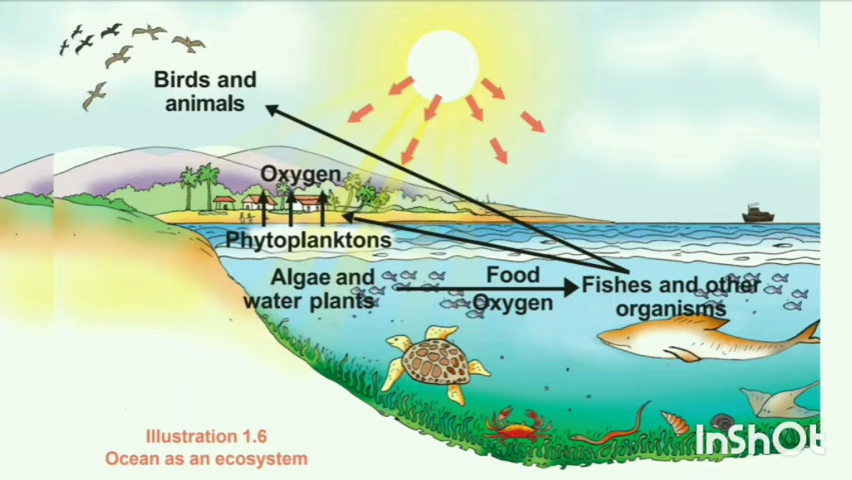 Birds and
animals
Oxygen
Phytoplanktons
Algae and
water plants
Food
Oxygen
Fishes and other
organisms
Illustration 1.6
Ocean as an ecosystem
InShOt